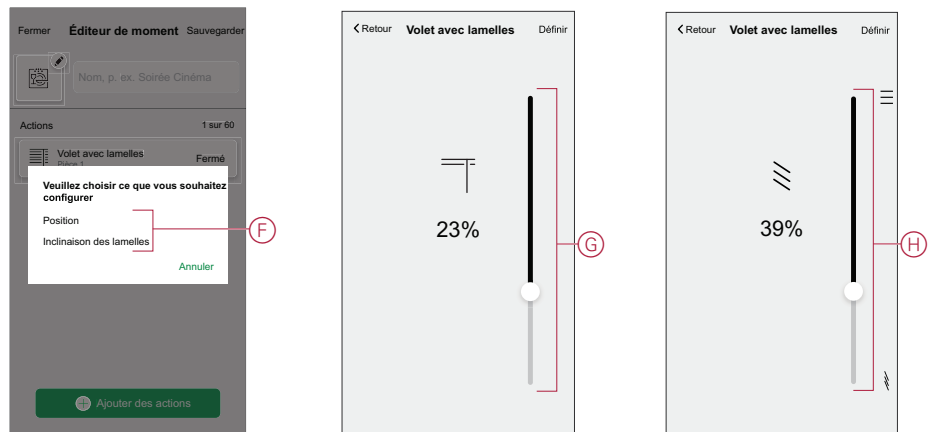 Fermer Éditeur de moment Sauvegarder
Nom, p. ex. Soirée Cinéma
Actions 1 sur 60
Volet avec lamelles
Pièce 1
Fermé
Veuillez choisir ce que vous souhaitez
configurer
Position
Inclinaison des lamelles
Annuler
Ajouter des actions
F
Retour Volet avec lamelles Définir
23%
G
Retour Volet avec lamelles Définir
39%
H